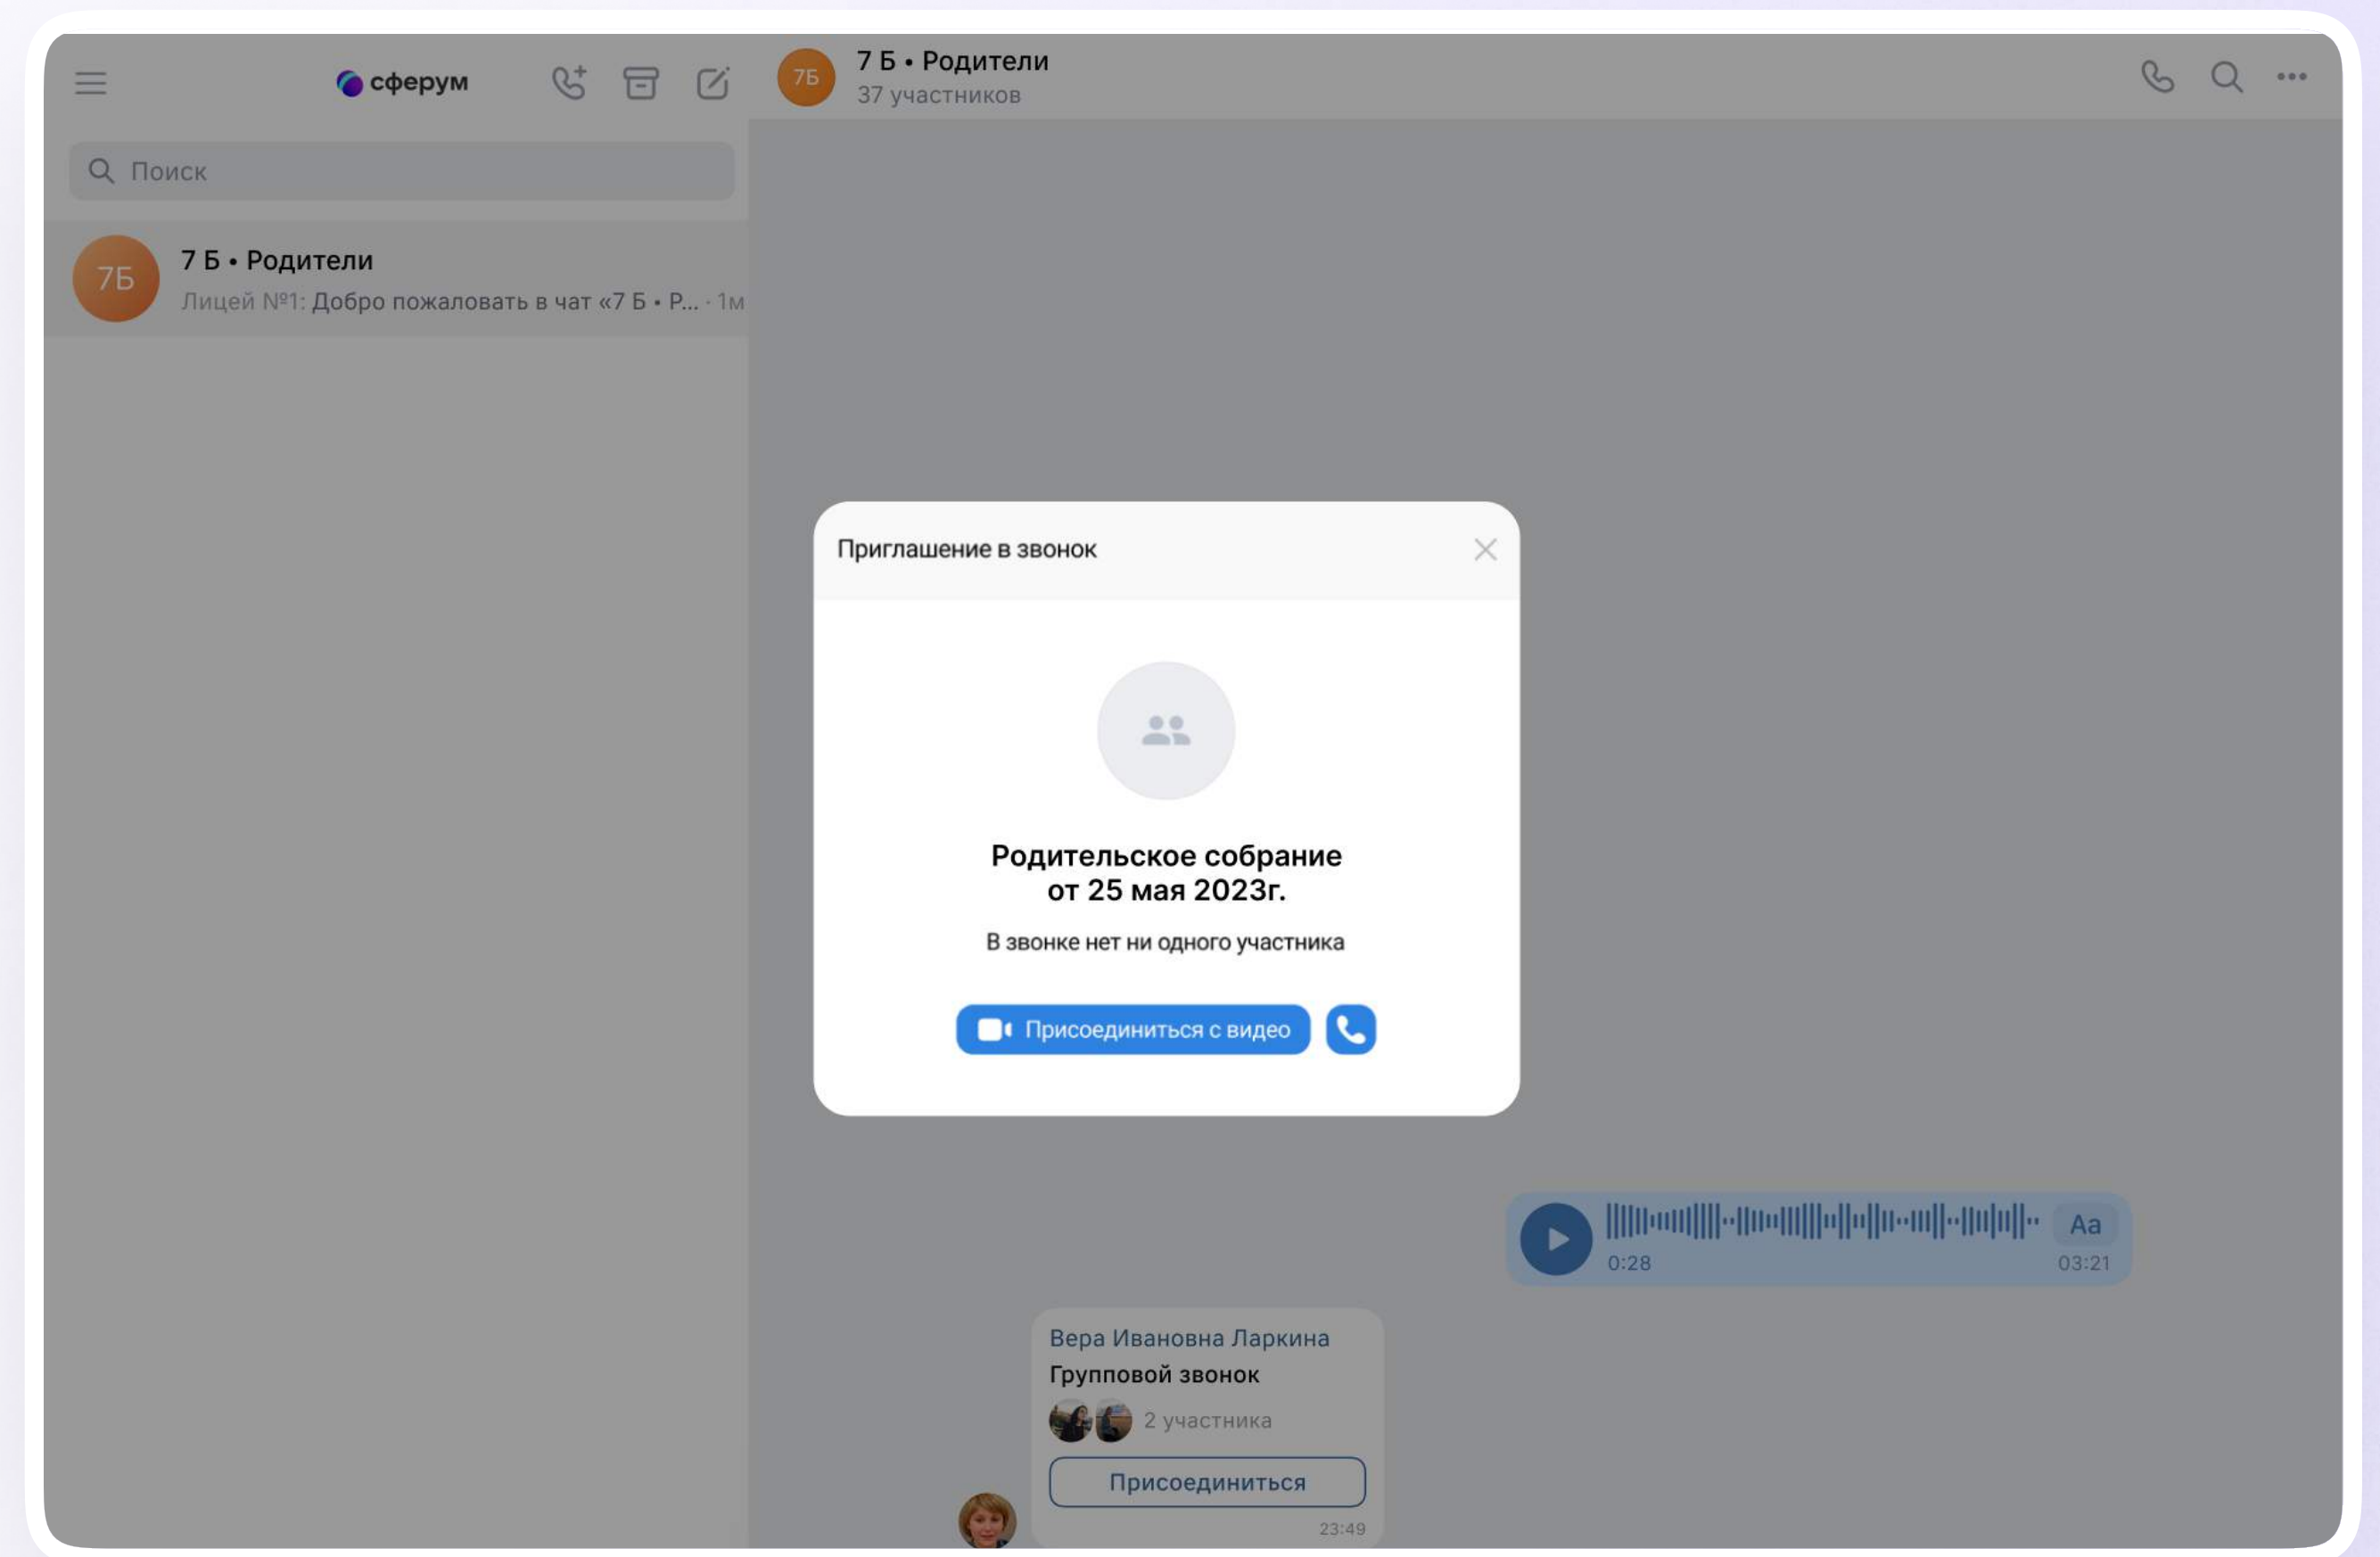 сферум
Поиск
7Б
7 Б • Родители
Лицей №1: Добро пожаловать в чат «7 Б • Р... · 1м
7Б
7 Б • Родители
37 участников
Приглашение в звонок
Родительское собрание
от 25 мая 2023г.
В звонке нет ни одного участника
Присоединиться с видео
Aa
0:28
03:21
Вера Ивановна Ларкина
Групповой звонок
2 участника
Присоединиться
23:49